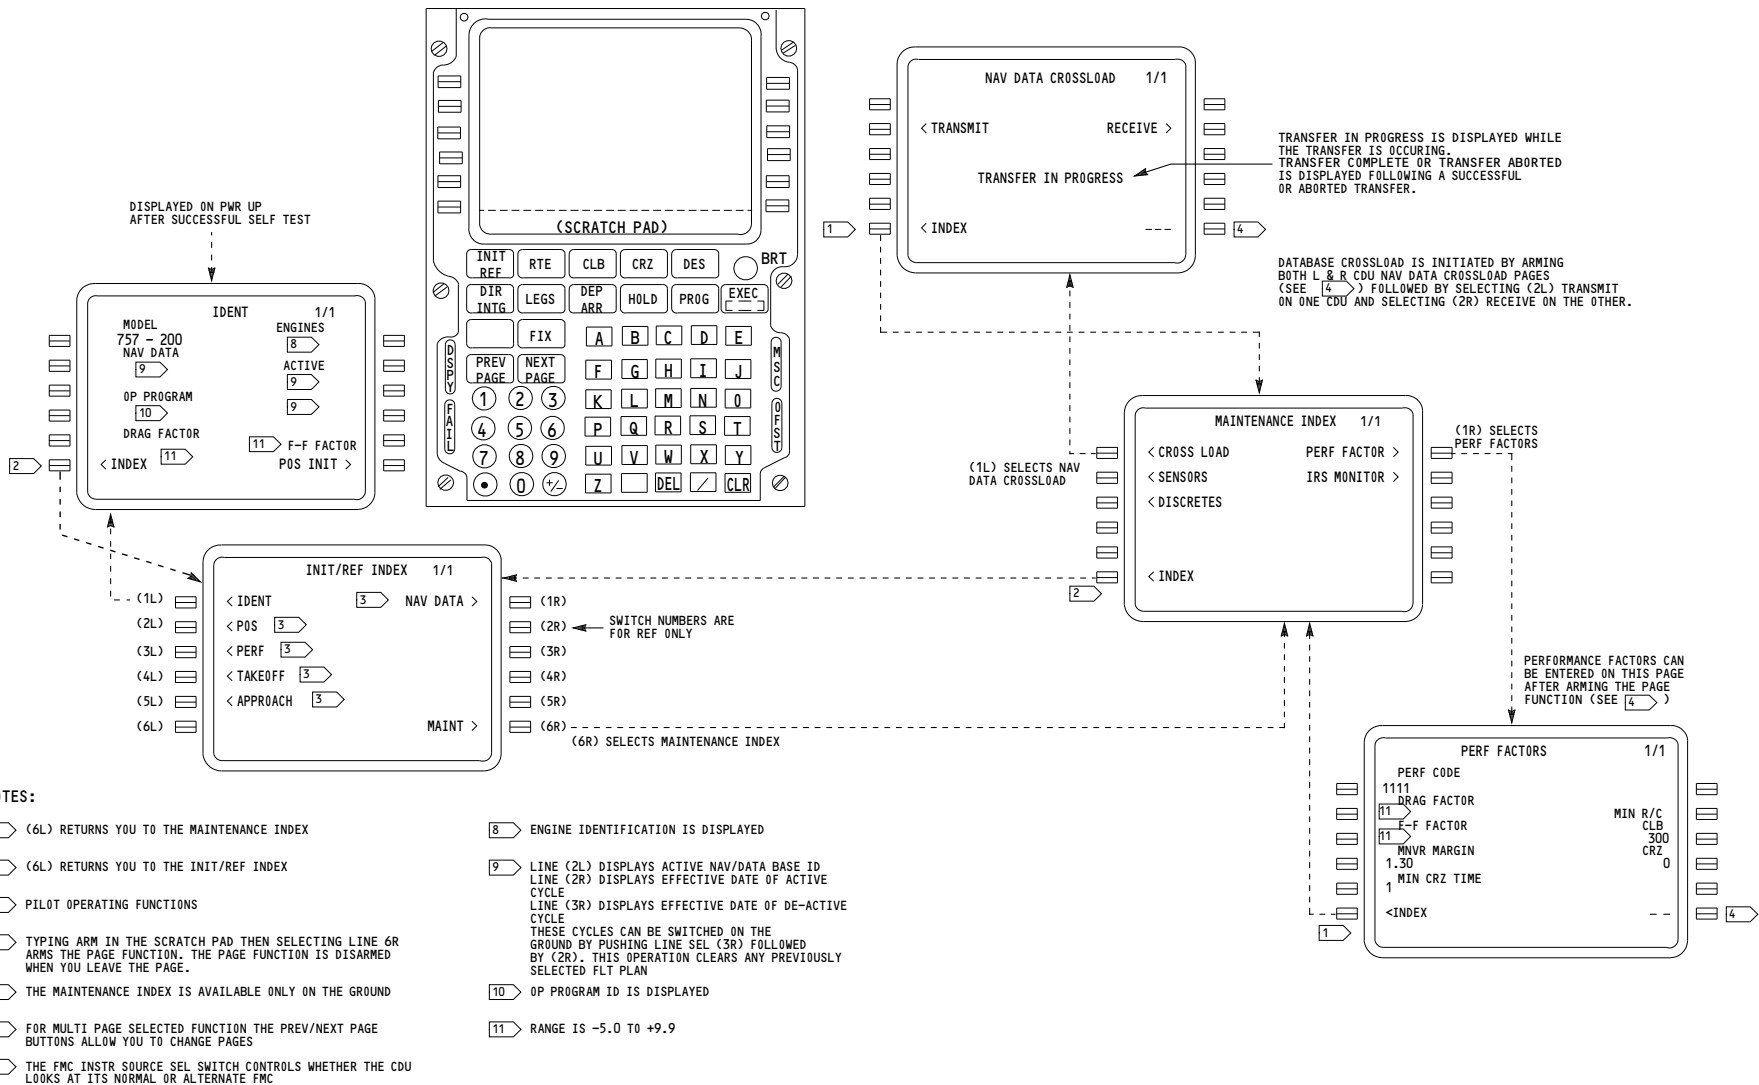 DISPLAYED ON PWR UP
AFTER SUCCESSFUL SELF TEST
IDENT 1/1
MODEL ENGINES
757 - 200 8
NAV DATA ACTIVE
9 9
OP PROGRAM 9
10
DRAG FACTOR 11 F-F FACTOR
2 < INDEX 11 POS INIT >
(SCRATCH PAD)
INIT REF RTE CLB CRZ DES BRT
DIR INTG LEGS DEP ARR HOLD PROG EXEC
FIX A B C D E
PREV PAGE NEXT PAGE F G H I J
1 2 3 K L M N O
4 5 6 P Q R S T
7 8 9 U V W X Y
• 0 +/- Z DEL / CLR
DSPY
FAIL
MSC
OFST
NAV DATA CROSSLOAD 1/1
< TRANSMIT RECEIVE >
TRANSFER IN PROGRESS
1 < INDEX --- 4
TRANSFER IN PROGRESS IS DISPLAYED WHILE
THE TRANSFER IS OCCURING.
TRANSFER COMPLETE OR TRANSFER ABORTED
IS DISPLAYED FOLLOWING A SUCCESSFUL
OR ABORTED TRANSFER.
DATABASE CROSSLOAD IS INITIATED BY ARMING
BOTH L & R CDU NAV DATA CROSSLOAD PAGES
(SEE 4 ) FOLLOWED BY SELECTING (2L) TRANSMIT
ON ONE CDU AND SELECTING (2R) RECEIVE ON THE OTHER.
MAINTENANCE INDEX 1/1
< CROSS LOAD PERF FACTOR >
< SENSORS IRS MONITOR >
< DISCRETES
< INDEX
2
(1L) SELECTS NAV
DATA CROSSLOAD
(1R) SELECTS
PERF FACTORS
INIT/REF INDEX 1/1
(1L) < IDENT 3 NAV DATA > (1R)
(2L) < POS 3 (2R)
(3L) < PERF 3 (3R)
(4L) < TAKEOFF 3 (4R)
(5L) < APPROACH 3 (5R)
(6L) MAINT > (6R)
SWITCH NUMBERS ARE
FOR REF ONLY
(6R) SELECTS MAINTENANCE INDEX
PERFORMANCE FACTORS CAN
BE ENTERED ON THIS PAGE
AFTER ARMING THE PAGE
FUNCTION (SEE 4 )
PERF FACTORS 1/1
PERF CODE
1111
DRAG FACTOR
11 MIN R/C
F-F FACTOR CLB
11 300
MNVR MARGIN CRZ
1.30 0
MIN CRZ TIME
1
<INDEX -- 4
1
OTES:
(6L) RETURNS YOU TO THE MAINTENANCE INDEX
(6L) RETURNS YOU TO THE INIT/REF INDEX
PILOT OPERATING FUNCTIONS
TYPING ARM IN THE SCRATCH PAD THEN SELECTING LINE 6R
ARMS THE PAGE FUNCTION. THE PAGE FUNCTION IS DISARMED
WHEN YOU LEAVE THE PAGE.
THE MAINTENANCE INDEX IS AVAILABLE ONLY ON THE GROUND
FOR MULTI PAGE SELECTED FUNCTION THE PREV/NEXT PAGE
BUTTONS ALLOW YOU TO CHANGE PAGES
THE FMC INSTR SOURCE SEL SWITCH CONTROLS WHETHER THE CDU
LOOKS AT ITS NORMAL OR ALTERNATE FMC
8 ENGINE IDENTIFICATION IS DISPLAYED
9 LINE (2L) DISPLAYS ACTIVE NAV/DATA BASE ID
LINE (2R) DISPLAYS EFFECTIVE DATE OF ACTIVE
CYCLE
LINE (3R) DISPLAYS EFFECTIVE DATE OF DE-ACTIVE
CYCLE
THESE CYCLES CAN BE SWITCHED ON THE
GROUND BY PUSHING LINE SEL (3R) FOLLOWED
BY (2R). THIS OPERATION CLEARS ANY PREVIOUSLY
SELECTED FLT PLAN
10 OP PROGRAM ID IS DISPLAYED
11 RANGE IS -5.0 TO +9.9